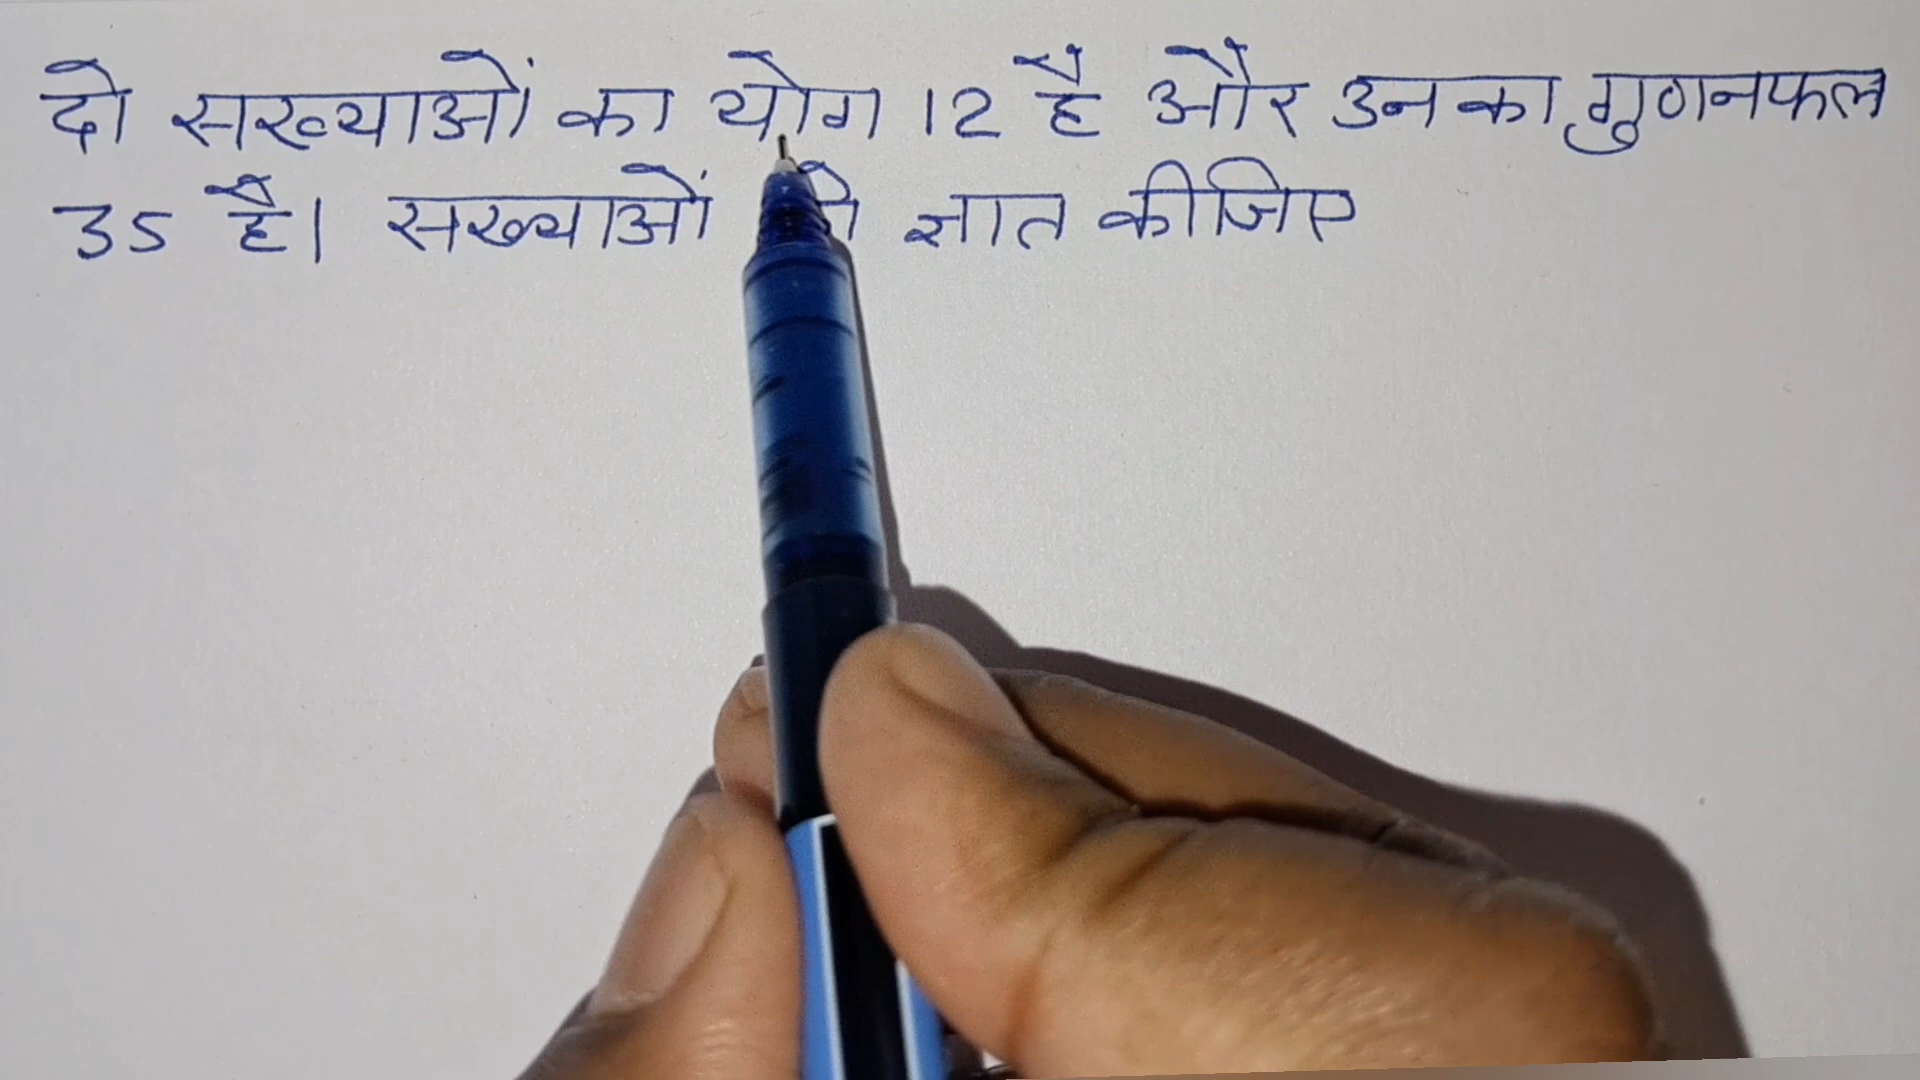 दो सख्याओं का योग 12 है और उनका गुणनफल
35 है। सख्याओं ज्ञात कीजिए